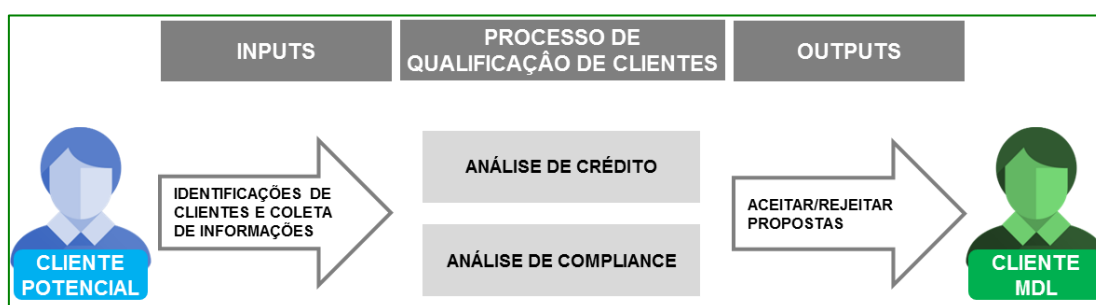 INPUTS
PROCESSO DE
QUALIFICAÇÂO DE CLIENTES
OUTPUTS
IDENTIFICAÇÕES DE
CLIENTES E COLETA
DE INFORMAÇÕES
ANÁLISE DE CRÉDITO
ANÁLISE DE COMPLIANCE
ACEITAR/REJEITAR
PROPOSTAS
CLIENTE
POTENCIAL
CLIENTE
MDL